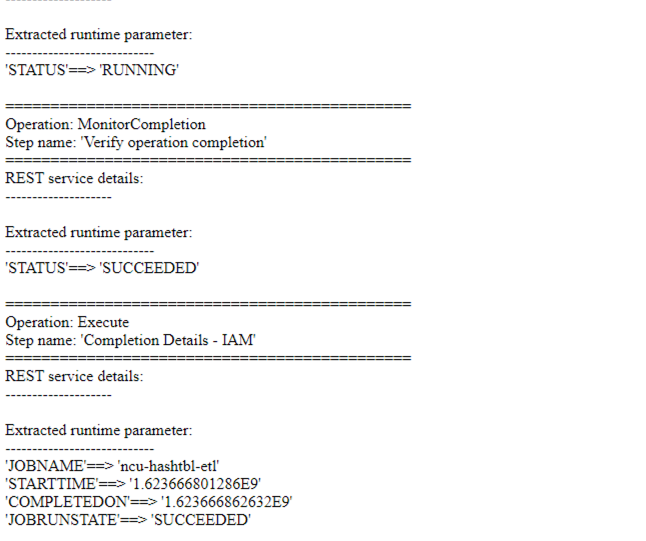 --------------------
Extracted runtime parameter:
----------------------------
'STATUS'==> 'RUNNING'
=============================================
Operation: MonitorCompletion
Step name: 'Verify operation completion'
=============================================
REST service details:
--------------------
Extracted runtime parameter:
----------------------------
'STATUS'==> 'SUCCEEDED'
=============================================
Operation: Execute
Step name: 'Completion Details - IAM'
=============================================
REST service details:
--------------------
Extracted runtime parameter:
----------------------------
'JOBNAME'==> 'ncu-hashtbl-etl'
'STARTTIME'==> '1.623666801286E9'
'COMPLETEDON'==> '1.623666862632E9'
'JOBRUNSTATE'==> 'SUCCEEDED'